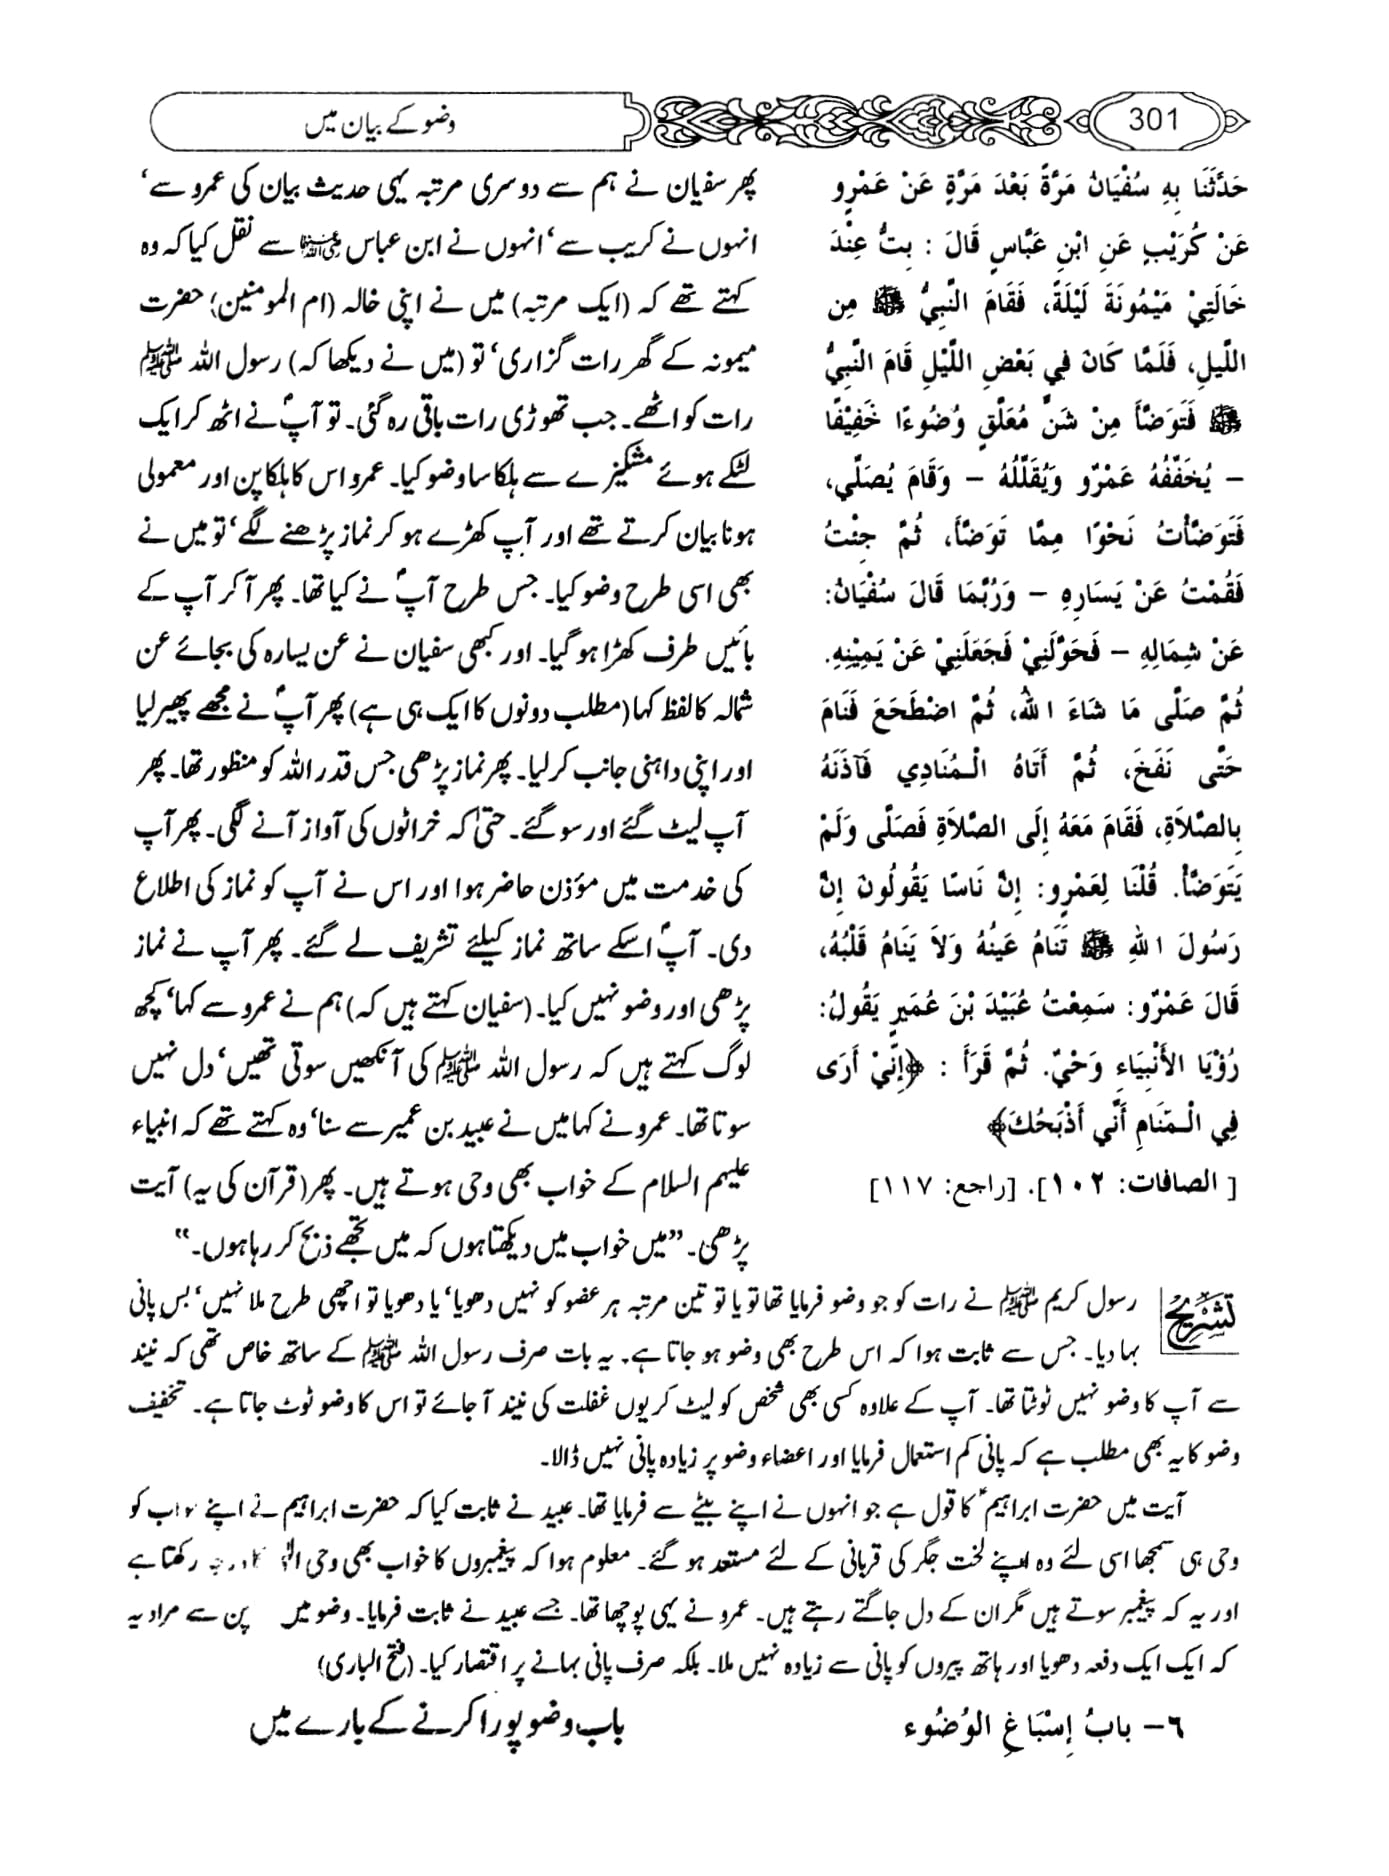 وضو کے بیان میں
301
حَدَّثَنَا بِهِ سُفْيَانُ مَرَّةً بَعْدَ مَرَّةٍ عَنْ عَمْرٍو
عَنْ كُرَيْبٍ عَنِ ابْنِ عَبَّاسٍ قَالَ : بِتُّ عِنْدَ
خَالَتِيْ مَيْمُونَةَ لَيْلَةً، فَقَامَ النَّبِيُّ ﷺ مِن
اللَّيلِ، فَلَمَّا كَانَ فِي بَعْضِ اللَّيْلِ قَامَ النَّبِيُّ
ﷺ فَتَوَضَّأَ مِنْ شَنٍّ مُعَلَّقٍ وُضُوءًا خَفِيْفًا
– يُخَفِّفُهُ عَمْرٌو وَيُقَلِّلُهُ – وَقَامَ يُصَلِّي،
فَتَوَضَّأْتُ نَحْوًا مِمَّا تَوَضَّأَ، ثُمَّ جِئْتُ
فَقُمْتُ عَنْ يَسَارِهِ – وَرُبَّمَا قَالَ سُفْيَانُ:
عَنْ شِمَالِهِ – فَحَوَّلَنِيْ فَجَعَلَنِيْ عَنْ يَمِيْنِهِ.
ثُمَّ صَلَّى مَا شَاءَ اللهُ، ثُمَّ اضْطَجَعَ فَنَامَ
حَتَّى نَفَخَ، ثُمَّ أَتَاهُ الْمُنَادِي فَآذَنَهُ
بِالصَّلاَةِ، فَقَامَ مَعَهُ إِلَى الصَّلاَةِ فَصَلَّى وَلَمْ
يَتَوَضَّأْ. قُلْنَا لِعَمْرٍو: إِنَّ نَاسًا يَقُولُونَ إِنَّ
رَسُولَ اللهِ ﷺ تَنَامُ عَيْنُهُ وَلاَ يَنَامُ قَلْبُهُ،
قَالَ عَمْرٌو: سَمِعْتُ عُبَيْدَ بْنَ عُمَيرٍ يَقُولُ:
رُؤْيَا الأَنْبِيَاءِ وَحْيٌ. ثُمَّ قَرَأَ : ﴿إِنِّيْ أَرَى
فِي الْمَنَامِ أَنِّي أَذْبَحُكَ﴾
[ الصافات: ۱۰۲]. [راجع: ۱۱۷]
پھر سفیان نے ہم سے دوسری مرتبہ یہی حدیث بیان کی عمرو سے‘
انہوں نے کریب سے‘ انہوں نے ابن عباس رضی اللہ عنہما سے نقل کیا کہ وہ
کہتے تھے کہ (ایک مرتبہ) میں نے اپنی خالہ (ام المومنین) حضرت
میمونہ کے گھر رات گزاری‘ تو (میں نے دیکھا کہ) رسول اللہ ﷺ
رات کو اٹھے۔ جب تھوڑی رات باقی رہ گئی۔ تو آپؐ نے اٹھ کر ایک
لٹکے ہوئے مشکیزے سے ہلکا سا وضو کیا۔ عمرو اس کا ہلکا پن اور معمولی
ہونا بیان کرتے تھے اور آپ کھڑے ہو کر نماز پڑھنے لگے‘ تو میں نے
بھی اسی طرح وضو کیا۔ جس طرح آپؐ نے کیا تھا۔ پھر آ کر آپ کے
بائیں طرف کھڑا ہو گیا۔ اور کبھی سفیان نے عن یسارہ کی بجائے عن
شمالہ کا لفظ کہا (مطلب دونوں کا ایک ہی ہے) پھر آپؐ نے مجھے پھیر لیا
اور اپنی داہنی جانب کر لیا۔ پھر نماز پڑھی جس قدر اللہ کو منظور تھا۔ پھر
آپ لیٹ گئے اور سو گئے۔ حتیٰ کہ خراٹوں کی آواز آنے لگی۔ پھر آپ
کی خدمت میں مؤذن حاضر ہوا اور اس نے آپ کو نماز کی اطلاع
دی۔ آپؐ اسکے ساتھ نماز کیلئے تشریف لے گئے۔ پھر آپ نے نماز
پڑھی اور وضو نہیں کیا۔ (سفیان کہتے ہیں کہ) ہم نے عمرو سے کہا‘ کچھ
لوگ کہتے ہیں کہ رسول اللہ ﷺ کی آنکھیں سوتی تھیں‘ دل نہیں
سوتا تھا۔ عمرو نے کہا میں نے عبید بن عمیر سے سنا‘ وہ کہتے تھے کہ انبیاء
علیہم السلام کے خواب بھی وحی ہوتے ہیں۔ پھر (قرآن کی یہ) آیت
پڑھی۔ ”میں خواب میں دیکھتا ہوں کہ میں تجھے ذبح کر رہا ہوں۔“
تشریح
رسول کریم ﷺ نے رات کو جو وضو فرمایا تھا تو یا تو تین مرتبہ ہر عضو کو نہیں دھویا‘ یا دھویا تو اچھی طرح ملا نہیں‘ بس پانی
بہا دیا۔ جس سے ثابت ہوا کہ اس طرح بھی وضو ہو جاتا ہے۔ یہ بات صرف رسول اللہ ﷺ کے ساتھ خاص تھی کہ نیند
سے آپ کا وضو نہیں ٹوٹتا تھا۔ آپ کے علاوہ کسی بھی شخص کو لیٹ کر یوں غفلت کی نیند آ جائے تو اس کا وضو ٹوٹ جاتا ہے۔ تخفیف
وضو کا یہ بھی مطلب ہے کہ پانی کم استعمال فرمایا اور اعضاء وضو پر زیادہ پانی نہیں ڈالا۔
آیت میں حضرت ابراہیمؑ کا قول ہے جو انہوں نے اپنے بیٹے سے فرمایا تھا۔ عبید نے ثابت کیا کہ حضرت ابراہیم نے اپنے کو
وحی ہی سمجھا اسی لئے وہ اپنے لخت جگر کی قربانی کے لئے مستعد ہو گئے۔ معلوم ہوا کہ پیغمبروں کا خواب بھی وحی رکھتا ہے
اور یہ کہ پیغمبر سوتے ہیں مگر ان کے دل جاگتے رہتے ہیں۔ عمرو نے یہی پوچھا تھا۔ جسے عبید نے ثابت فرمایا۔ وضو میں پن سے مراد یہ
کہ ایک ایک دفعہ دھویا اور ہاتھ پیروں کو پانی سے زیادہ نہیں ملا۔ بلکہ صرف پانی بہانے پر اقتصار کیا۔ (فتح الباری)
٦– بابُ إِسْبَاغِ الوُضُوء
باب وضو پورا کرنے کے بارے میں